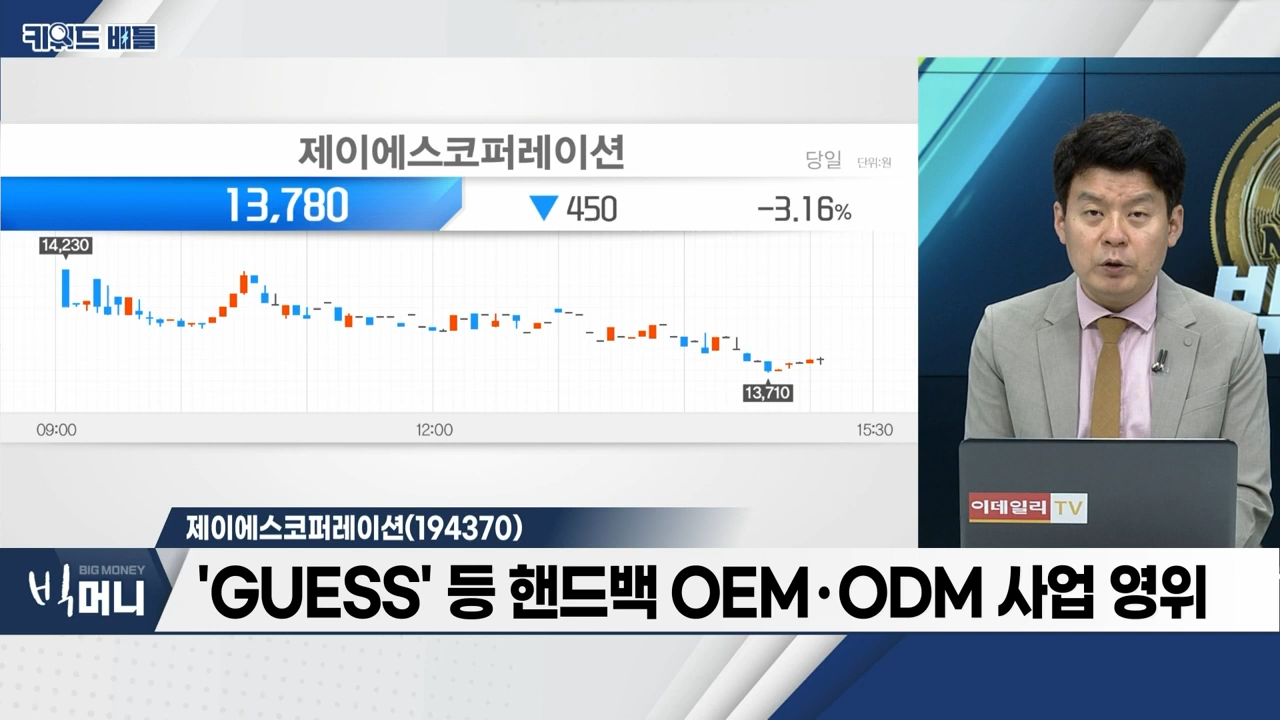 키워드 배틀
제이에스코퍼레이션
당일 단위:원
13,780 ▼ 450 -3.16%
14,230
13,710
09:00 12:00 15:30
이데일리 TV
제이에스코퍼레이션(194370)
빅머니 BIG MONEY
'GUESS' 등 핸드백 OEM·ODM 사업 영위